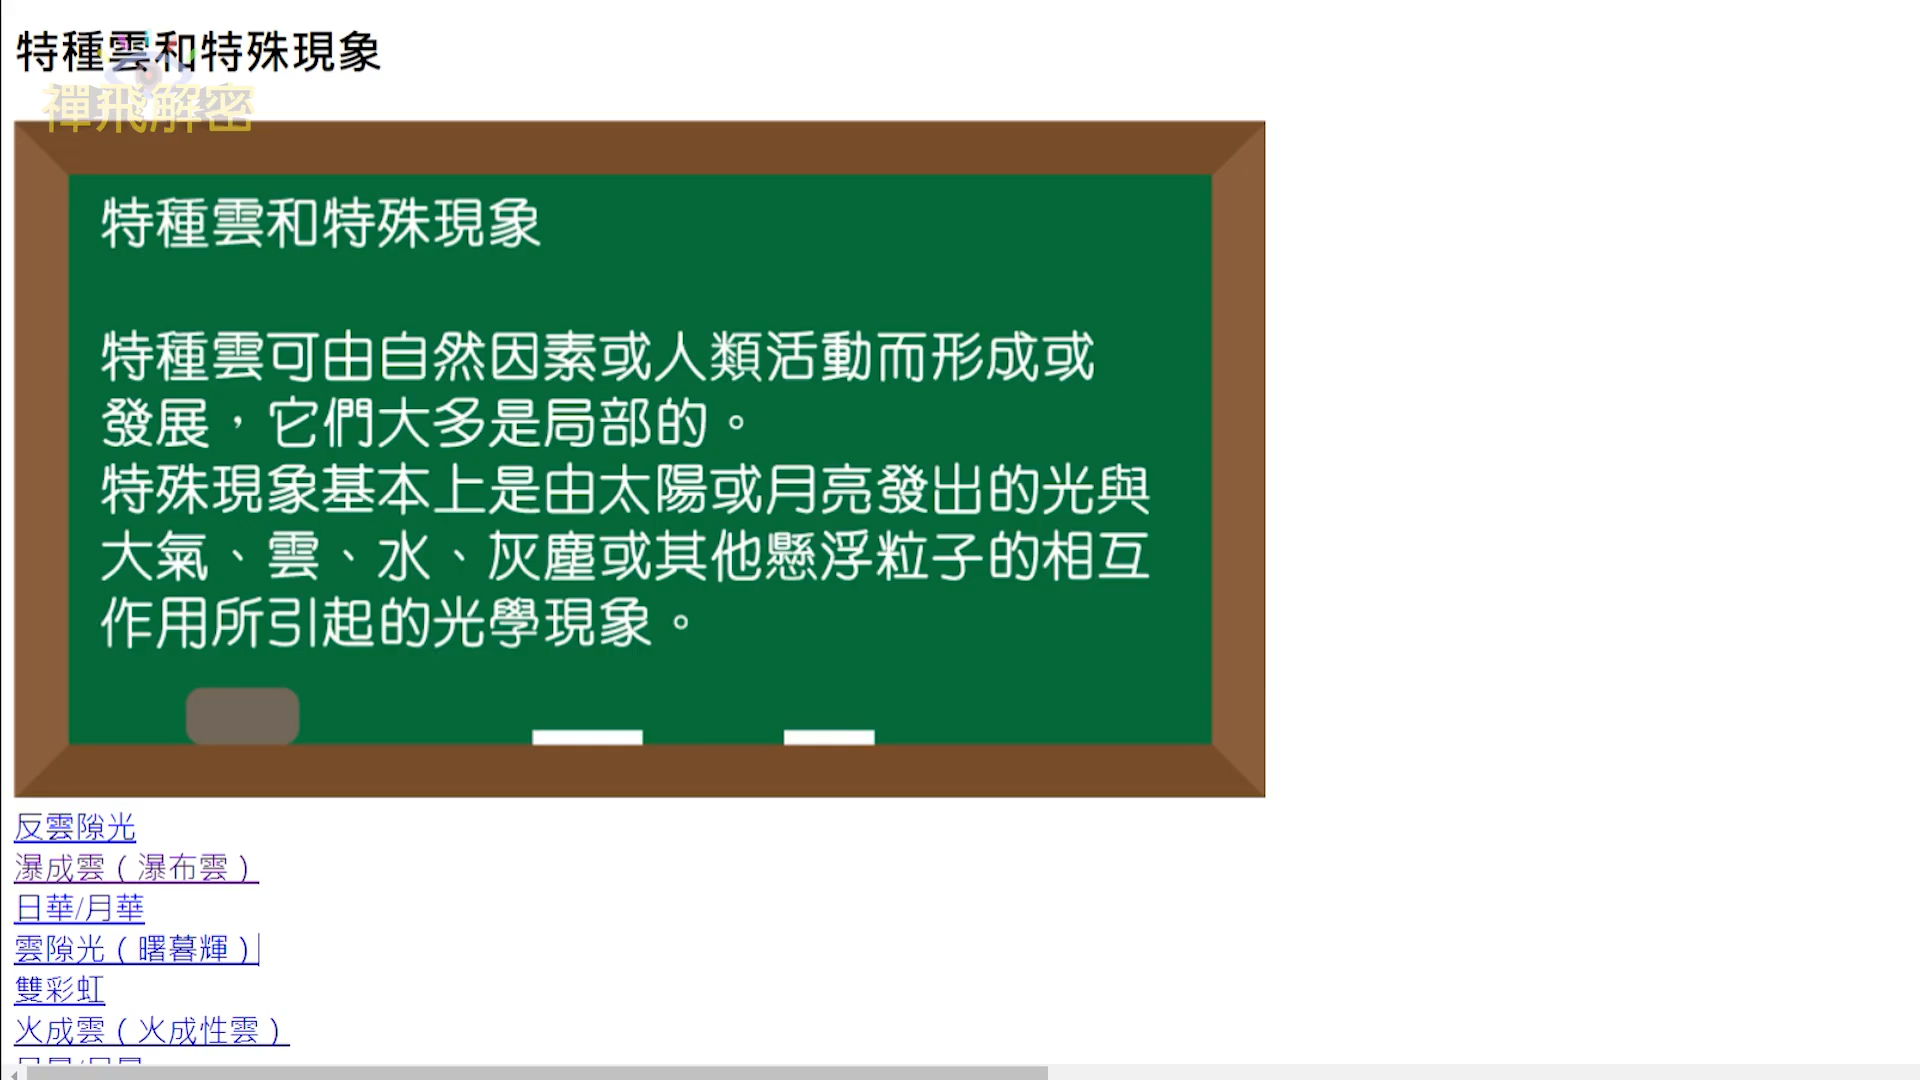 特種雲和特殊現象
禪飛解密
特種雲和特殊現象
特種雲可由自然因素或人類活動而形成或
發展，它們大多是局部的。
特殊現象基本上是由太陽或月亮發出的光與
大氣、雲、水、灰塵或其他懸浮粒子的相互
作用所引起的光學現象。
反雲隙光
瀑成雲（瀑布雲）
日華/月華
雲隙光（曙暮輝）
雙彩虹
火成雲（火成性雲）